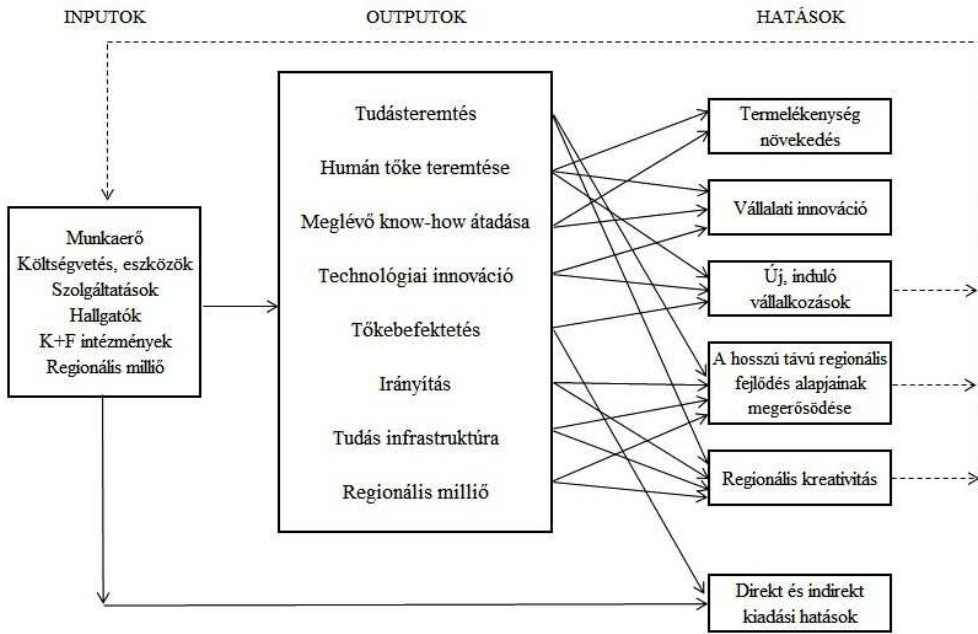 INPUTOK
OUTPUTOK
HATÁSOK
Munkaerő
Költségvetés, eszközök
Szolgáltatások
Hallgatók
K+F intézmények
Regionális millió
Tudásteremtés
Humán tőke teremtése
Meglévő know-how átadása
Technológiai innováció
Tőkebefektetés
Irányítás
Tudás infrastruktúra
Regionális millió
Termelékenység
növekedés
Vállalati innováció
Új, induló
vállalkozások
A hosszú távú regionális
fejlődés alapjainak
megerősödése
Regionális kreativitás
Direkt és indirekt
kiadási hatások